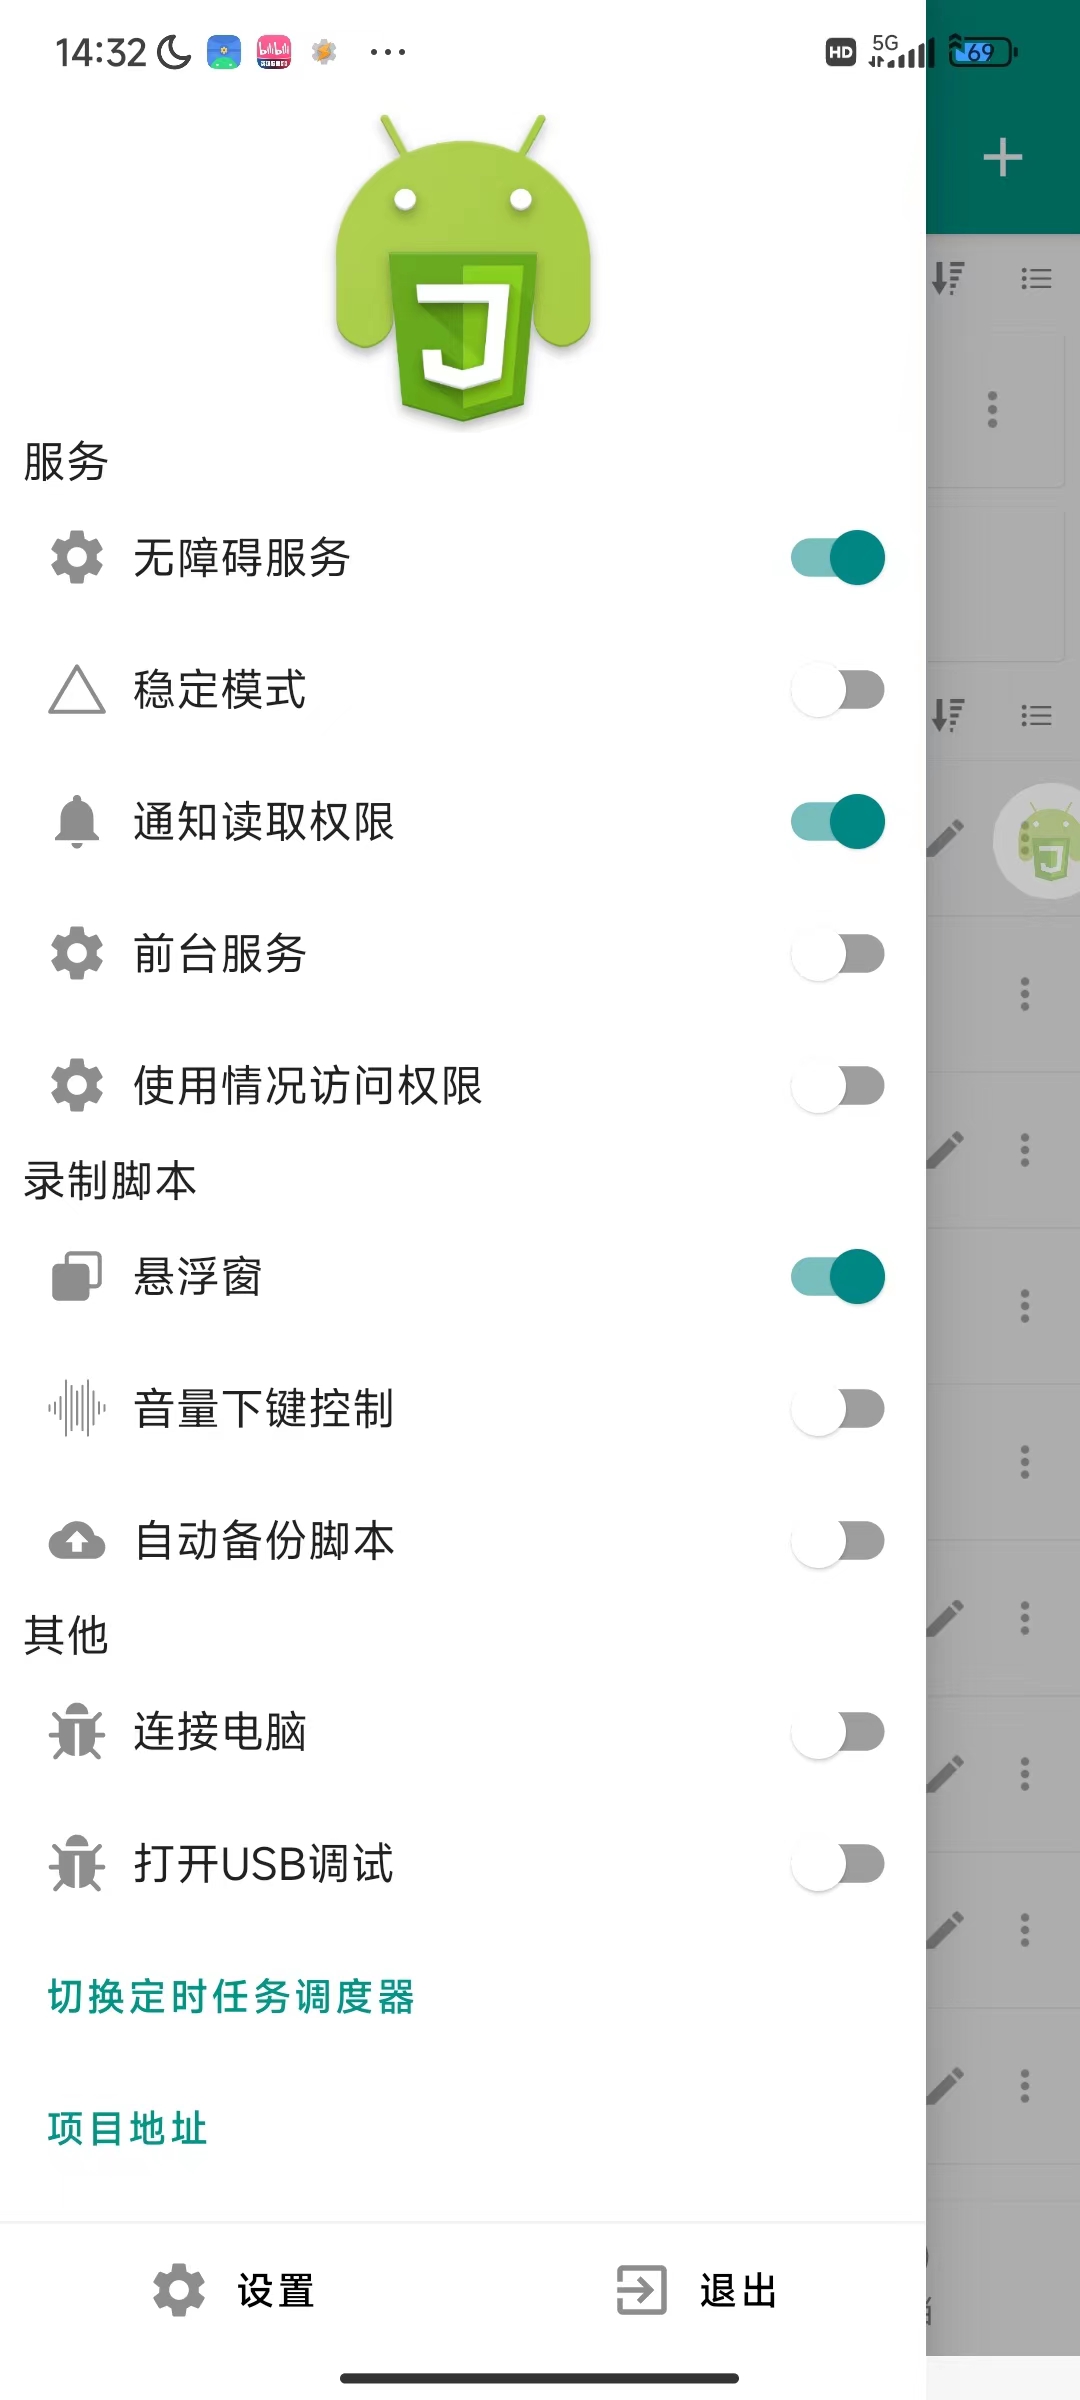 14:32
HD 5G 69
服务
无障碍服务
稳定模式
通知读取权限
前台服务
使用情况访问权限
录制脚本
悬浮窗
音量下键控制
自动备份脚本
其他
连接电脑
打开USB调试
切换定时任务调度器
项目地址
设置
退出